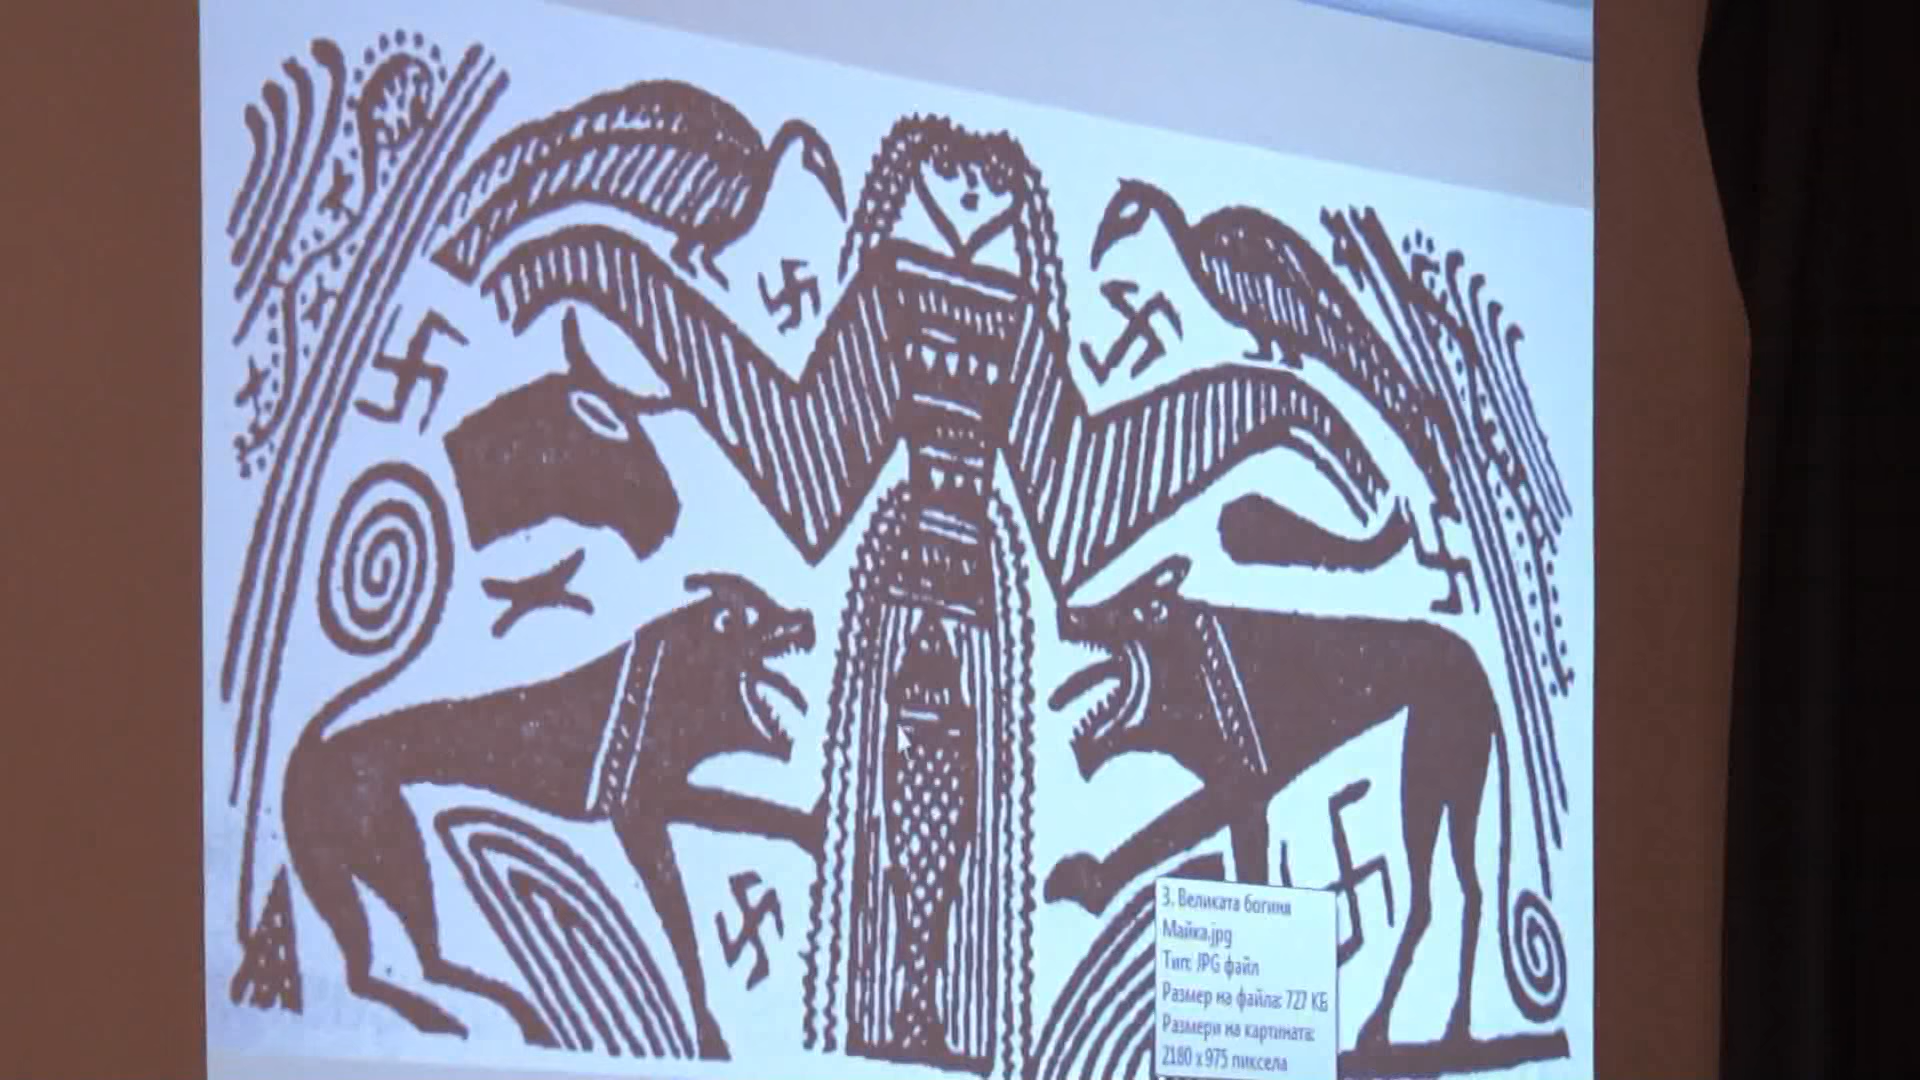 3. Великата богиня
Майка.jpg
Тип: JPG файл
Размер на файла: 727 КБ
Размери на картината:
2180 x 975 пиксела